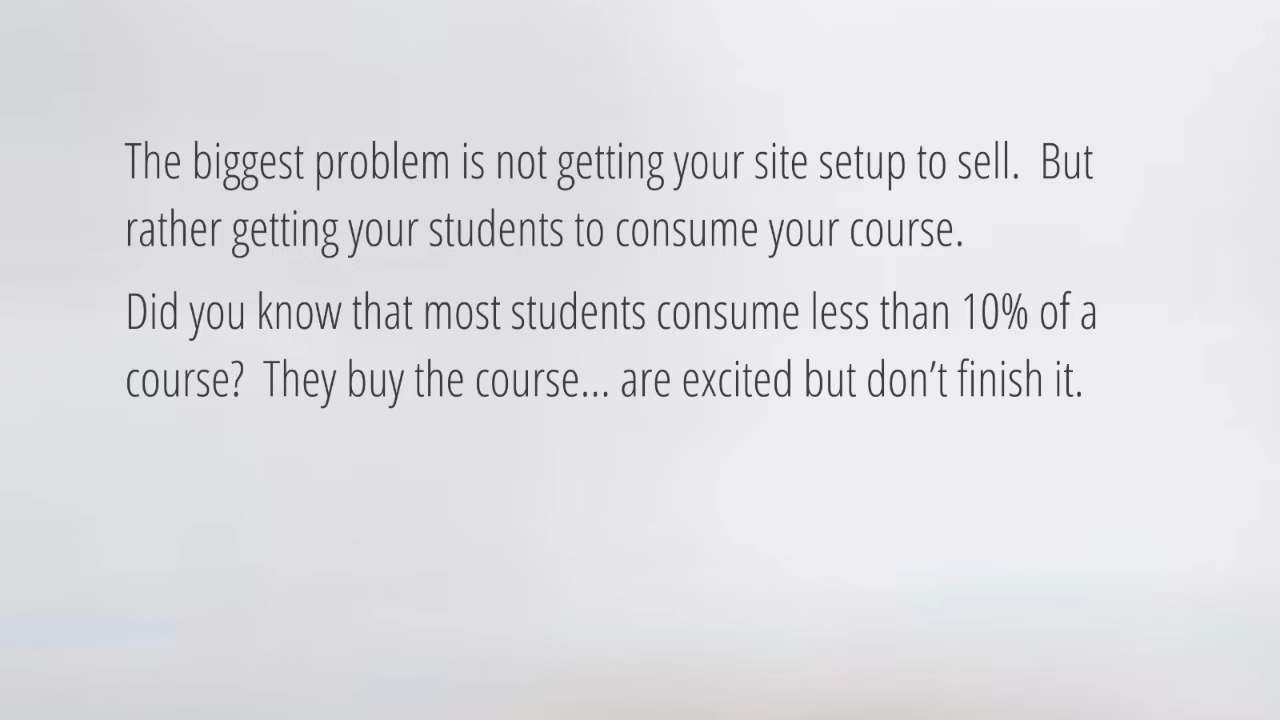 The biggest problem is not getting your site setup to sell.  But
rather getting your students to consume your course.
Did you know that most students consume less than 10% of a
course?  They buy the course... are excited but don’t finish it.